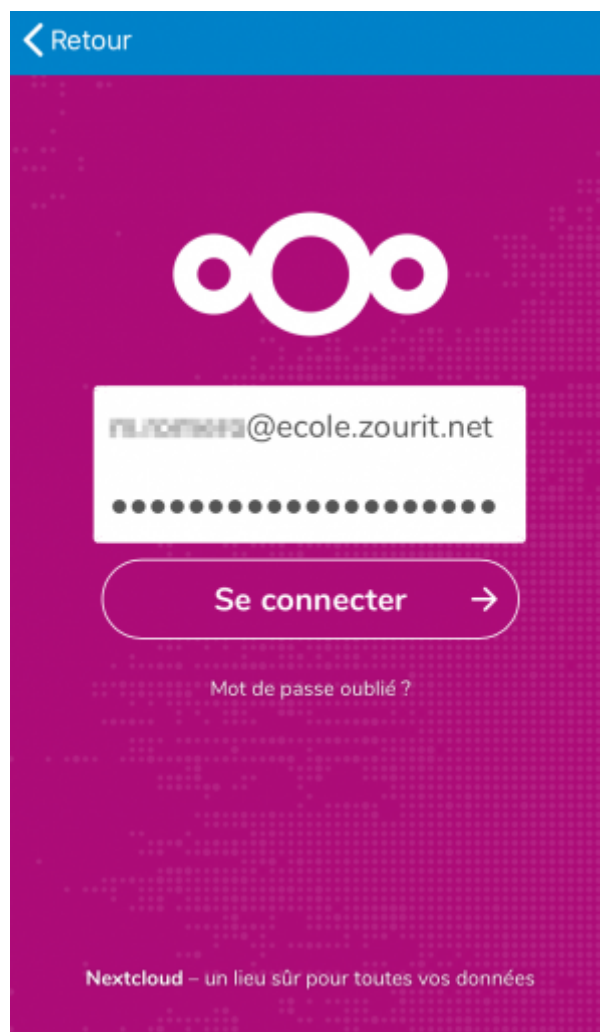 Retour
@ecole.zourit.net
••••••••••••••••••••
Se connecter →
Mot de passe oublié ?
Nextcloud – un lieu sûr pour toutes vos données